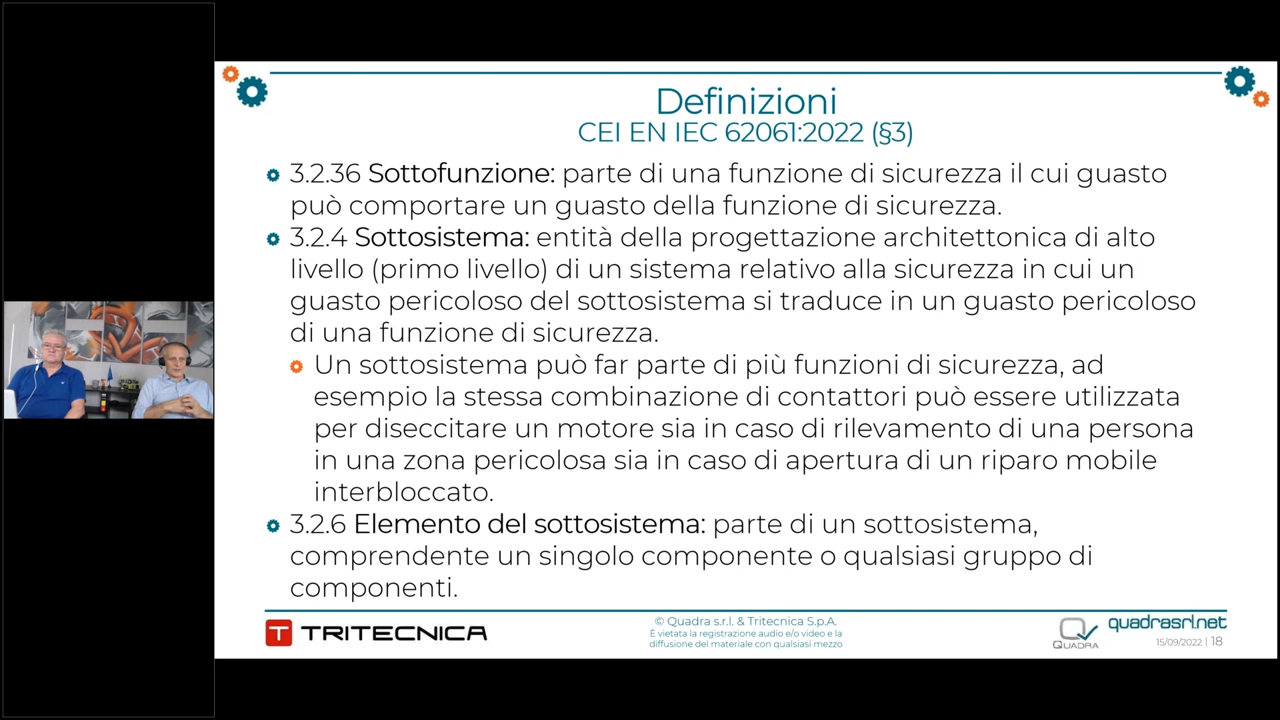 Definizioni
CEI EN IEC 62061:2022 (§3)
3.2.36 Sottofunzione: parte di una funzione di sicurezza il cui guasto
può comportare un guasto della funzione di sicurezza.
3.2.4 Sottosistema: entità della progettazione architettonica di alto
livello (primo livello) di un sistema relativo alla sicurezza in cui un
guasto pericoloso del sottosistema si traduce in un guasto pericoloso
di una funzione di sicurezza.
Un sottosistema può far parte di più funzioni di sicurezza, ad
esempio la stessa combinazione di contattori può essere utilizzata
per diseccitare un motore sia in caso di rilevamento di una persona
in una zona pericolosa sia in caso di apertura di un riparo mobile
interbloccato.
3.2.6 Elemento del sottosistema: parte di un sottosistema,
comprendente un singolo componente o qualsiasi gruppo di
componenti.
T TRITECNICA
© Quadra s.r.l. & Tritecnica S.p.A.
È vietata la registrazione audio e/o video e la
diffusione del materiale con qualsiasi mezzo
QUADRA
quadrasrl.net
15/09/2022 | 18